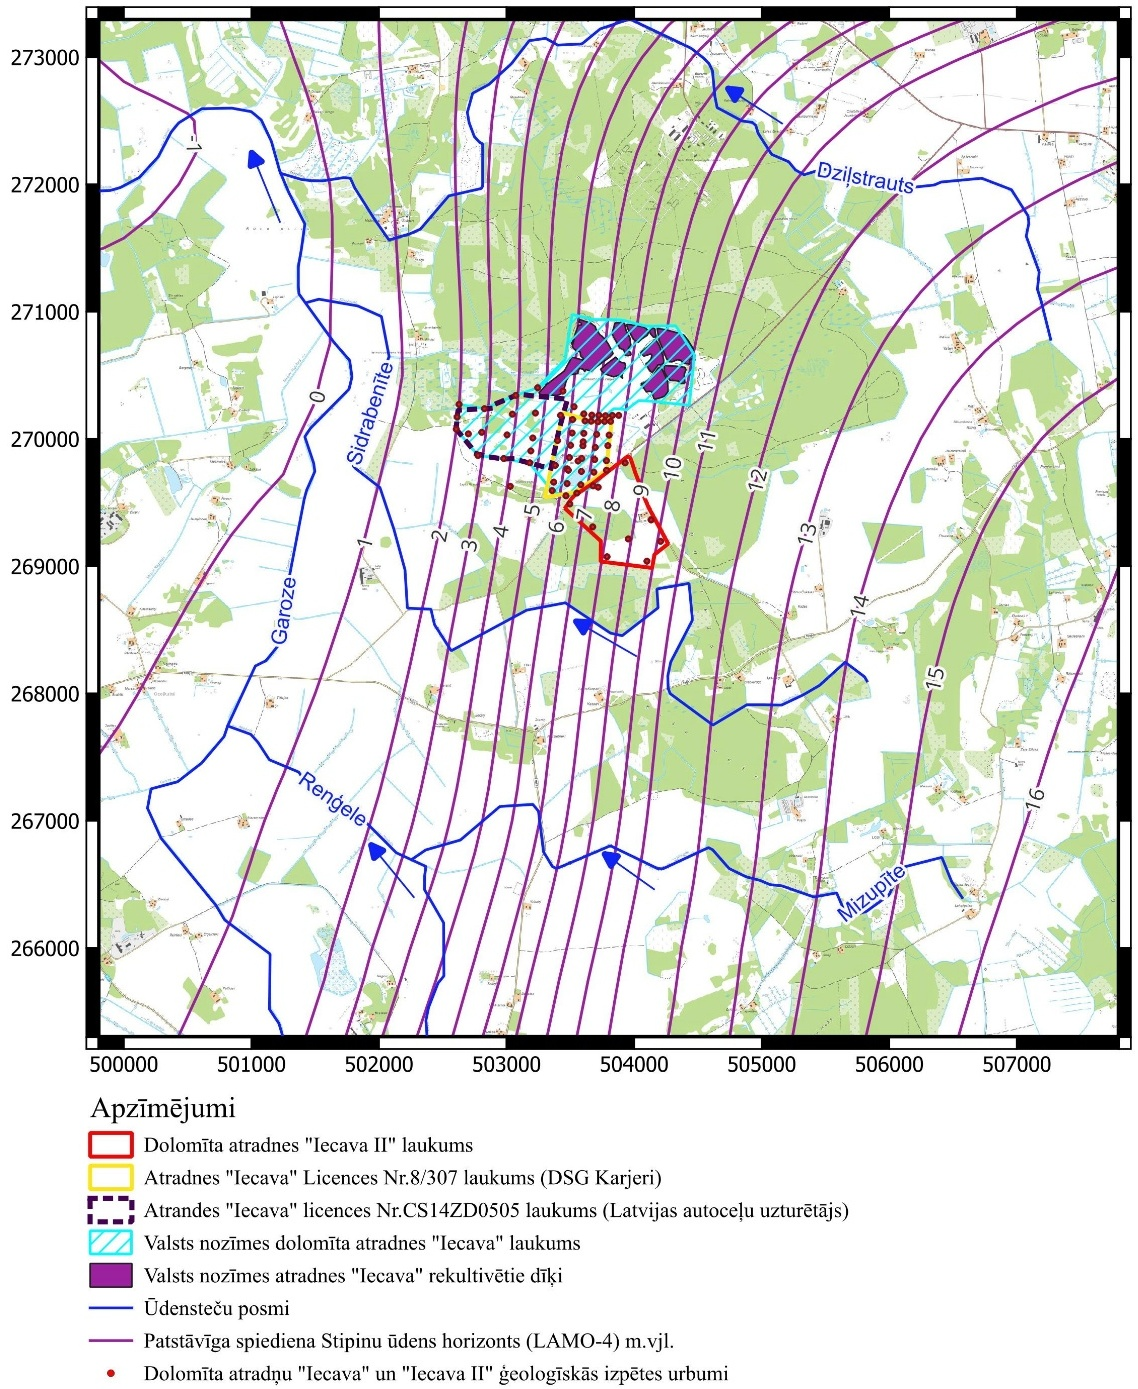 273000
272000
271000
270000
269000
268000
267000
266000
-1
Dziļstrauts
0
Sidrabenīte
Garoze
1
2
3
4
5
6
7
8
9
10
11
12
13
14
15
16
Renģele
Mizupīte
500000 501000 502000 503000 504000 505000 506000 507000
Apzīmējumi
Dolomīta atradnes "Iecava II" laukums
Atradnes "Iecava" Licences Nr.8/307 laukums (DSG Karjeri)
Atrandes "Iecava" licences Nr.CS14ZD0505 laukums (Latvijas autoceļu uzturētājs)
Valsts nozīmes dolomīta atradnes "Iecava" laukums
Valsts nozīmes atradnes "Iecava" rekultivētie dīķi
Ūdensteču posmi
Patstāvīga spiediena Stipinu ūdens horizonts (LAMO-4) m.vjl.
Dolomīta atradņu "Iecava" un "Iecava II" ģeologīskās izpētes urbumi